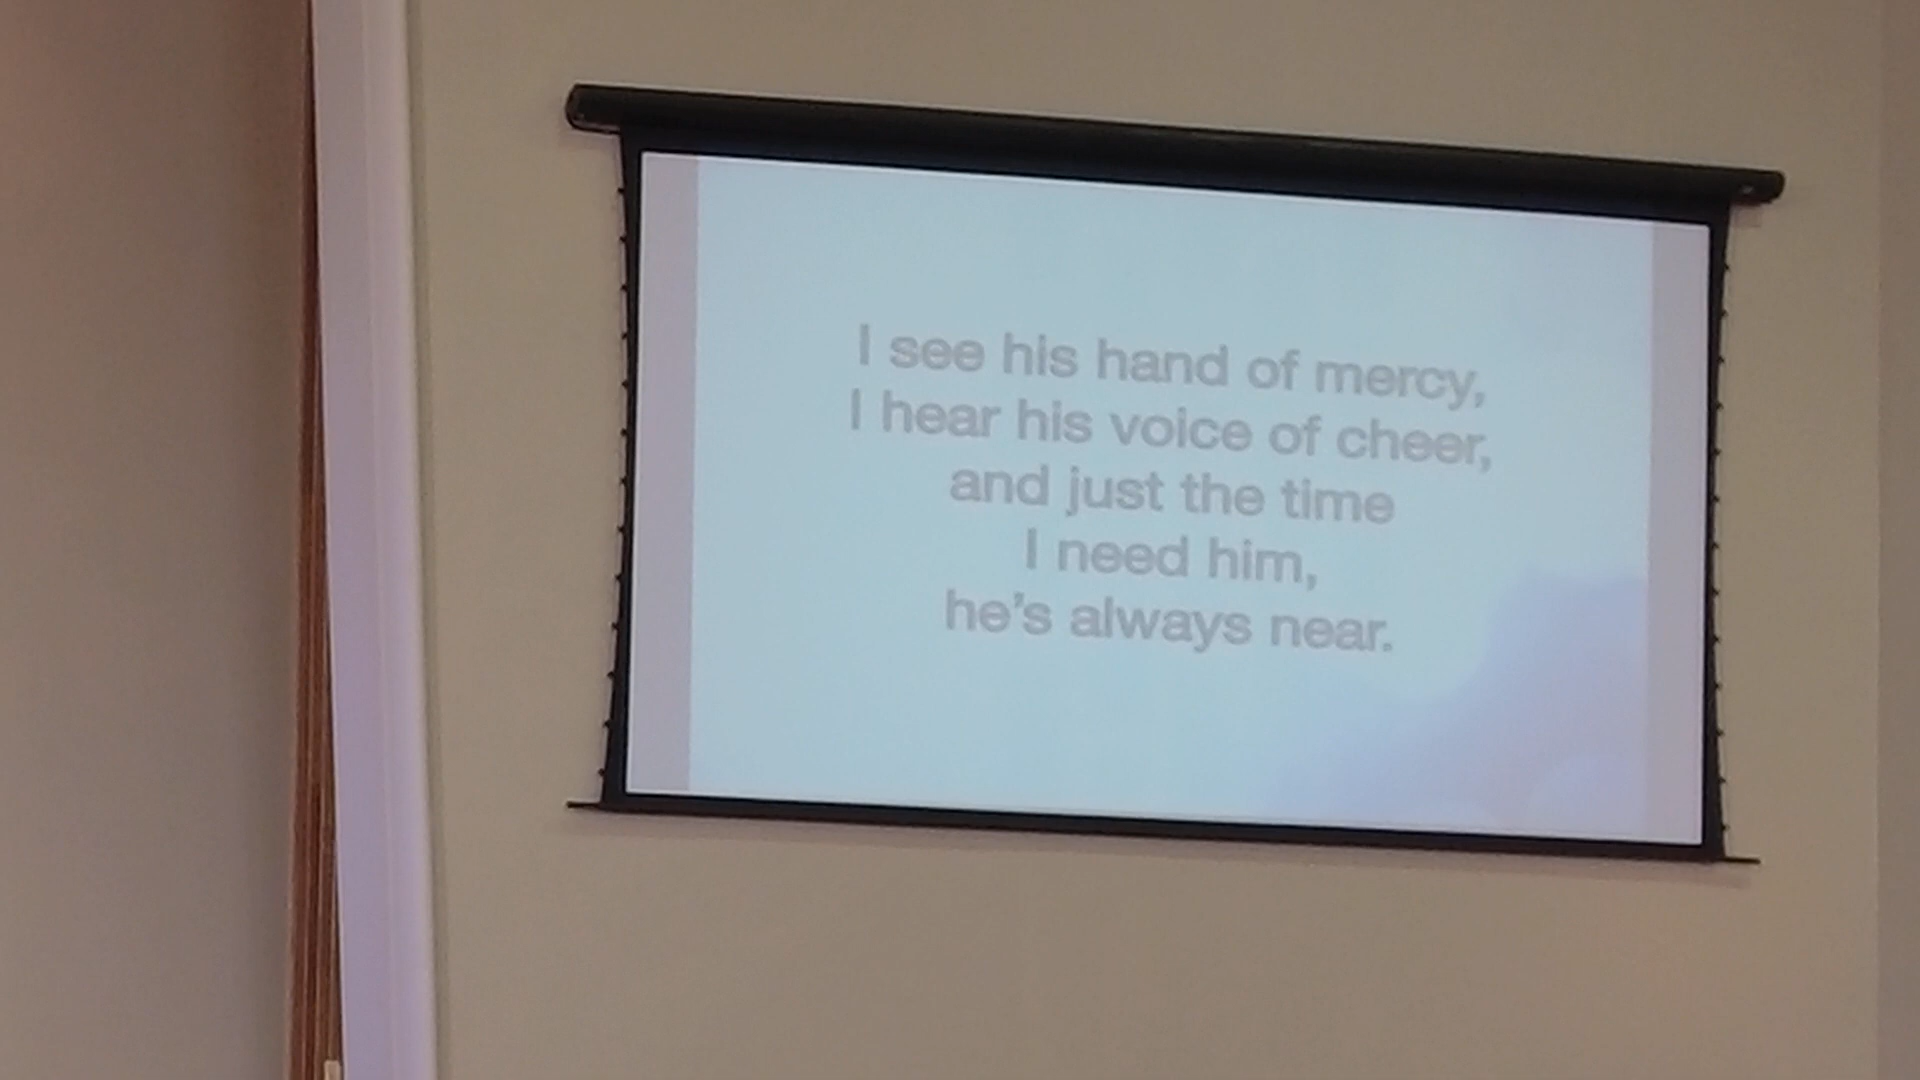 I see his hand of mercy,
I hear his voice of cheer,
and just the time
I need him,
he's always near.